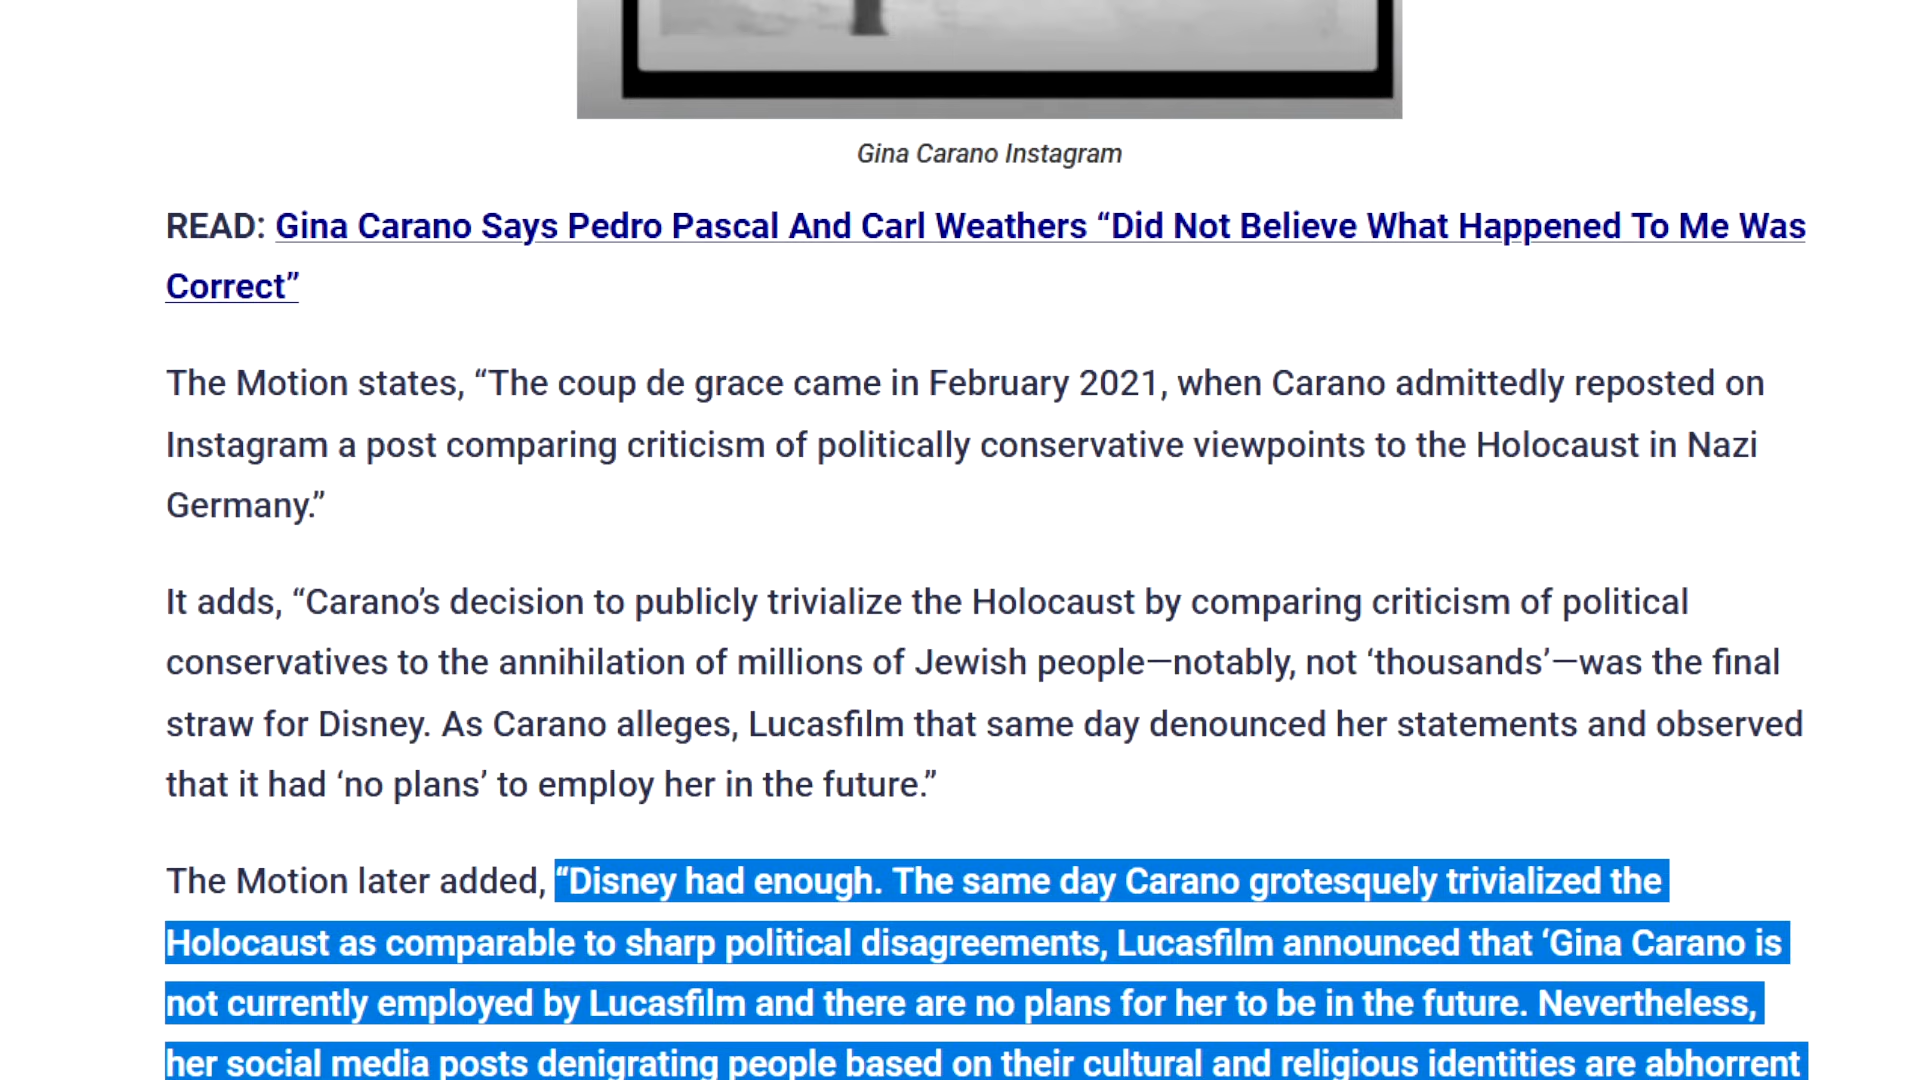 Gina Carano Instagram
READ: Gina Carano Says Pedro Pascal And Carl Weathers “Did Not Believe What Happened To Me Was
Correct”
The Motion states, “The coup de grace came in February 2021, when Carano admittedly reposted on
Instagram a post comparing criticism of politically conservative viewpoints to the Holocaust in Nazi
Germany.”
It adds, “Carano’s decision to publicly trivialize the Holocaust by comparing criticism of political
conservatives to the annihilation of millions of Jewish people—notably, not ‘thousands’—was the final
straw for Disney. As Carano alleges, Lucasfilm that same day denounced her statements and observed
that it had ‘no plans’ to employ her in the future.”
The Motion later added, “Disney had enough. The same day Carano grotesquely trivialized the
Holocaust as comparable to sharp political disagreements, Lucasfilm announced that ‘Gina Carano is
not currently employed by Lucasfilm and there are no plans for her to be in the future. Nevertheless,
her social media posts denigrating people based on their cultural and religious identities are abhorrent